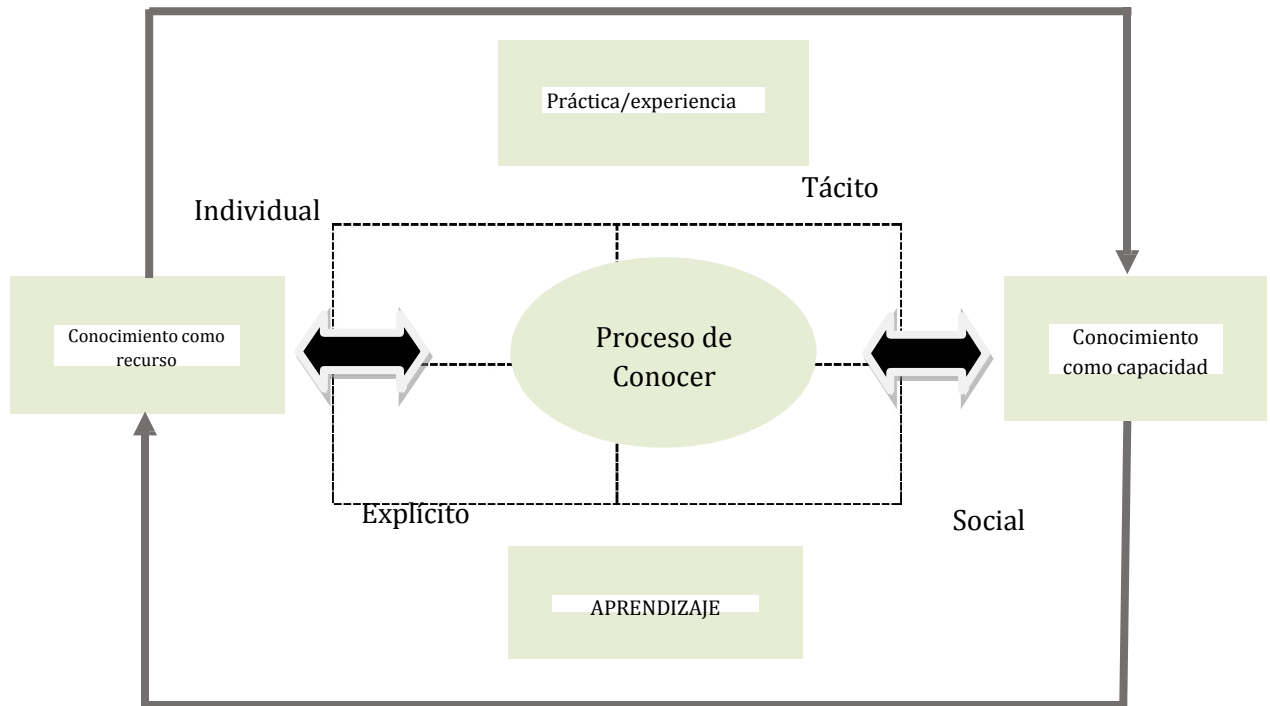 Práctica/experiencia
Tácito
Individual
Conocimiento como
recurso
Proceso de
Conocer
Conocimiento
como capacidad
Explícito
Social
APRENDIZAJE